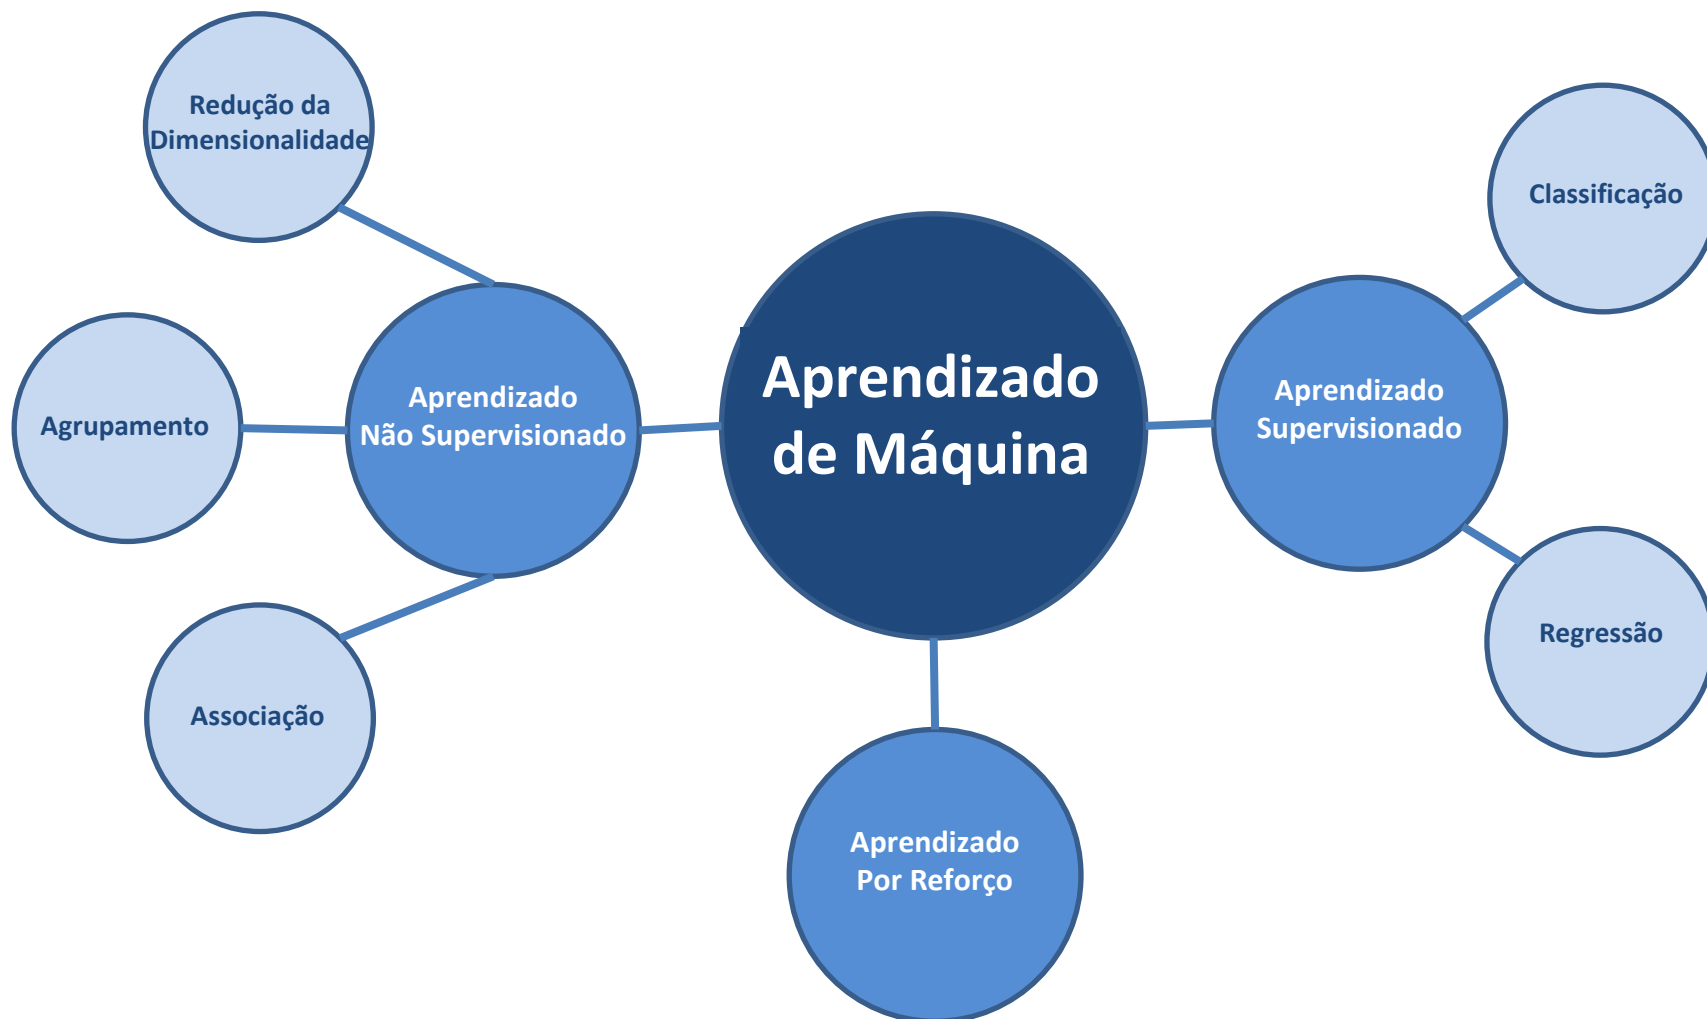 Redução da
Dimensionalidade
Classificação
Aprendizado
de Máquina
Aprendizado
Não Supervisionado
Aprendizado
Supervisionado
Agrupamento
Regressão
Associação
Aprendizado
Por Reforço